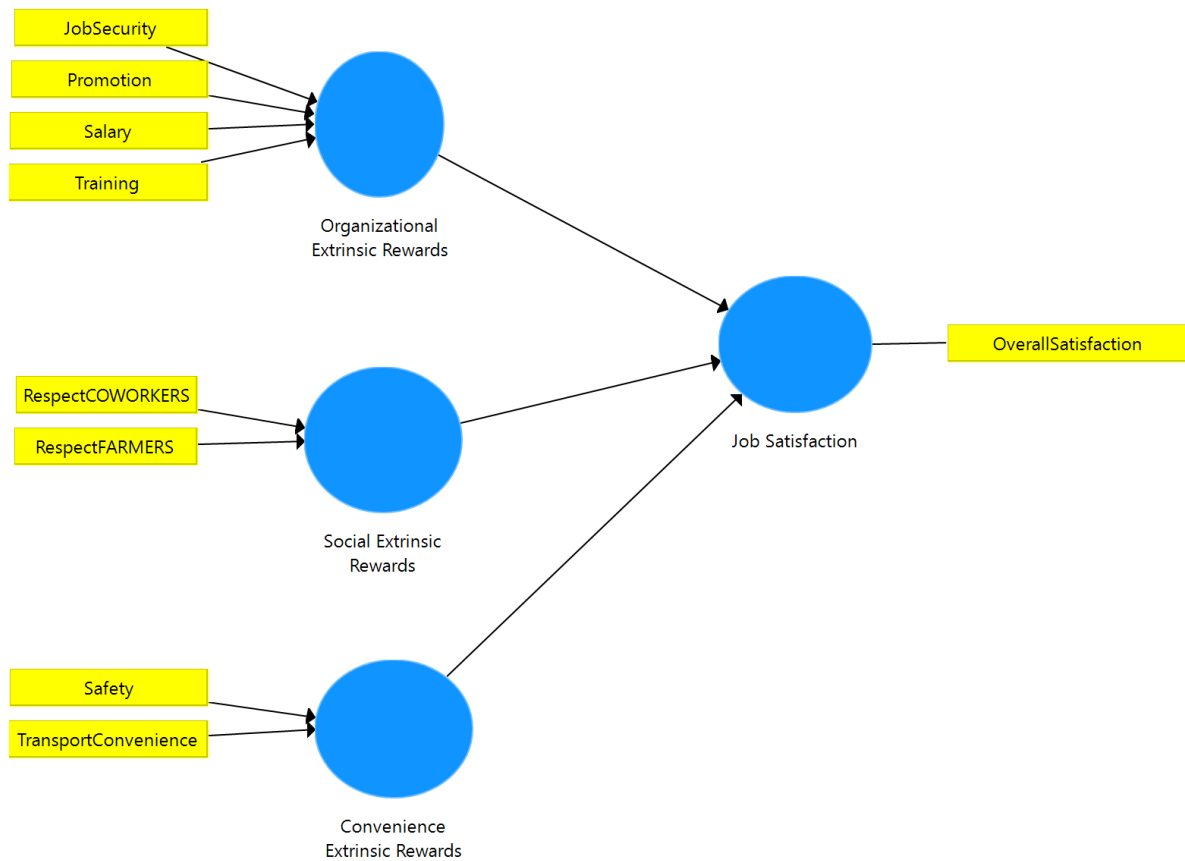 JobSecurity
Promotion
Salary
Training
Organizational
Extrinsic Rewards
RespectCOWORKERS
RespectFARMERS
Social Extrinsic
Rewards
Safety
TransportConvenience
Convenience
Extrinsic Rewards
Job Satisfaction
OverallSatisfaction